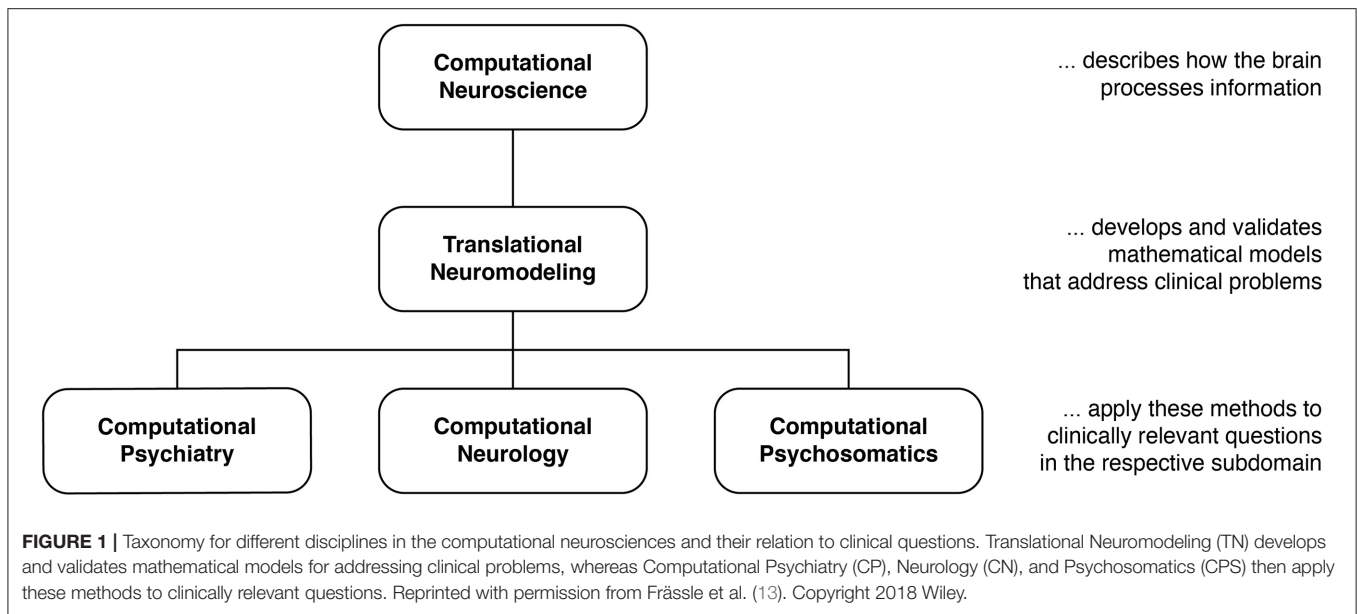 Computational
Neuroscience
... describes how the brain
processes information
Translational
Neuromodeling
... develops and validates
mathematical models
that address clinical problems
Computational
Psychiatry
Computational
Neurology
Computational
Psychosomatics
... apply these methods to
clinically relevant questions
in the respective subdomain
FIGURE 1 | Taxonomy for different disciplines in the computational neurosciences and their relation to clinical questions. Translational Neuromodeling (TN) develops
and validates mathematical models for addressing clinical problems, whereas Computational Psychiatry (CP), Neurology (CN), and Psychosomatics (CPS) then apply
these methods to clinically relevant questions. Reprinted with permission from Frässle et al. (13). Copyright 2018 Wiley.